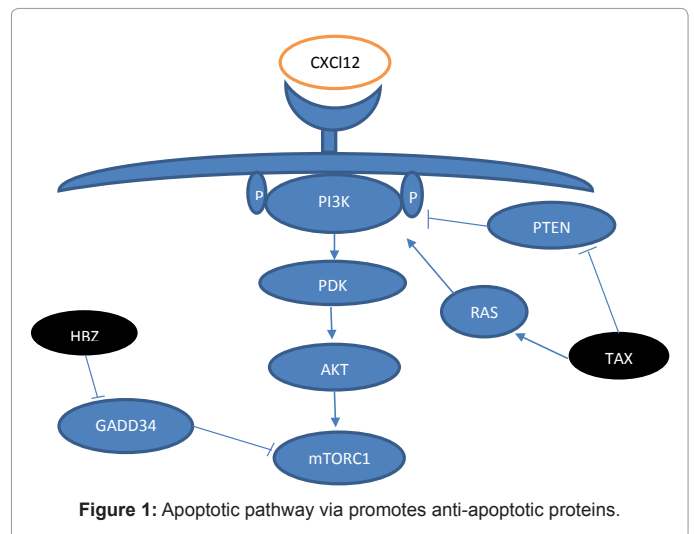 CXCl12
P
PI3K
P
PTEN
PDK
RAS
HBZ
TAX
AKT
GADD34
mTORC1
Figure 1: Apoptotic pathway via promotes anti-apoptotic proteins.